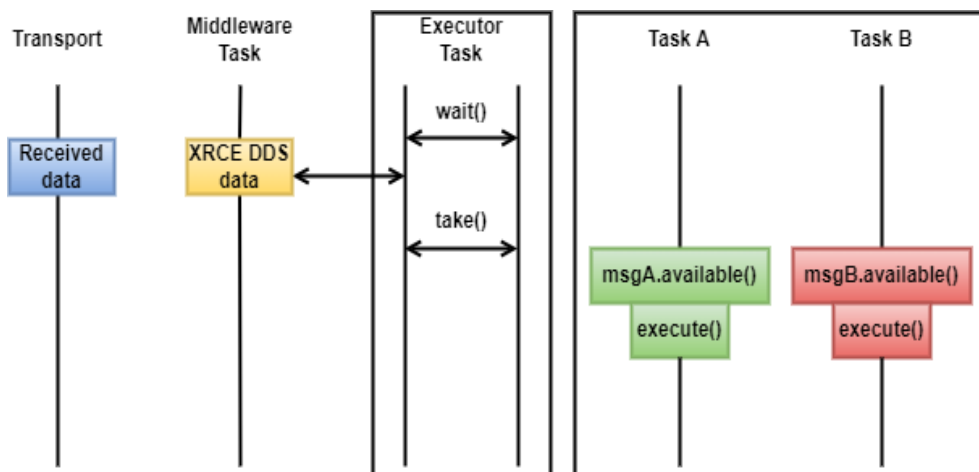 Transport
Middleware
Task
Executor
Task
Task A
Task B
wait()
Received
data
XRCE DDS
data
take()
msgA.available()
msgB.available()
execute()
execute()